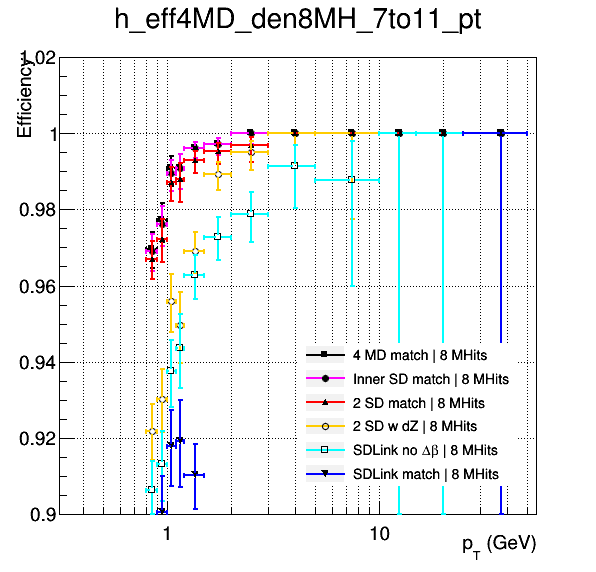 h_eff4MD_den8MH_7to11_pt
Efficiency
1.02
1
0.98
0.96
0.94
0.92
0.9
4 MD match | 8 MHits
Inner SD match | 8 MHits
2 SD match | 8 MHits
2 SD w dZ | 8 MHits
SDLink no Δβ | 8 MHits
SDLink match | 8 MHits
1
10
p_T (GeV)